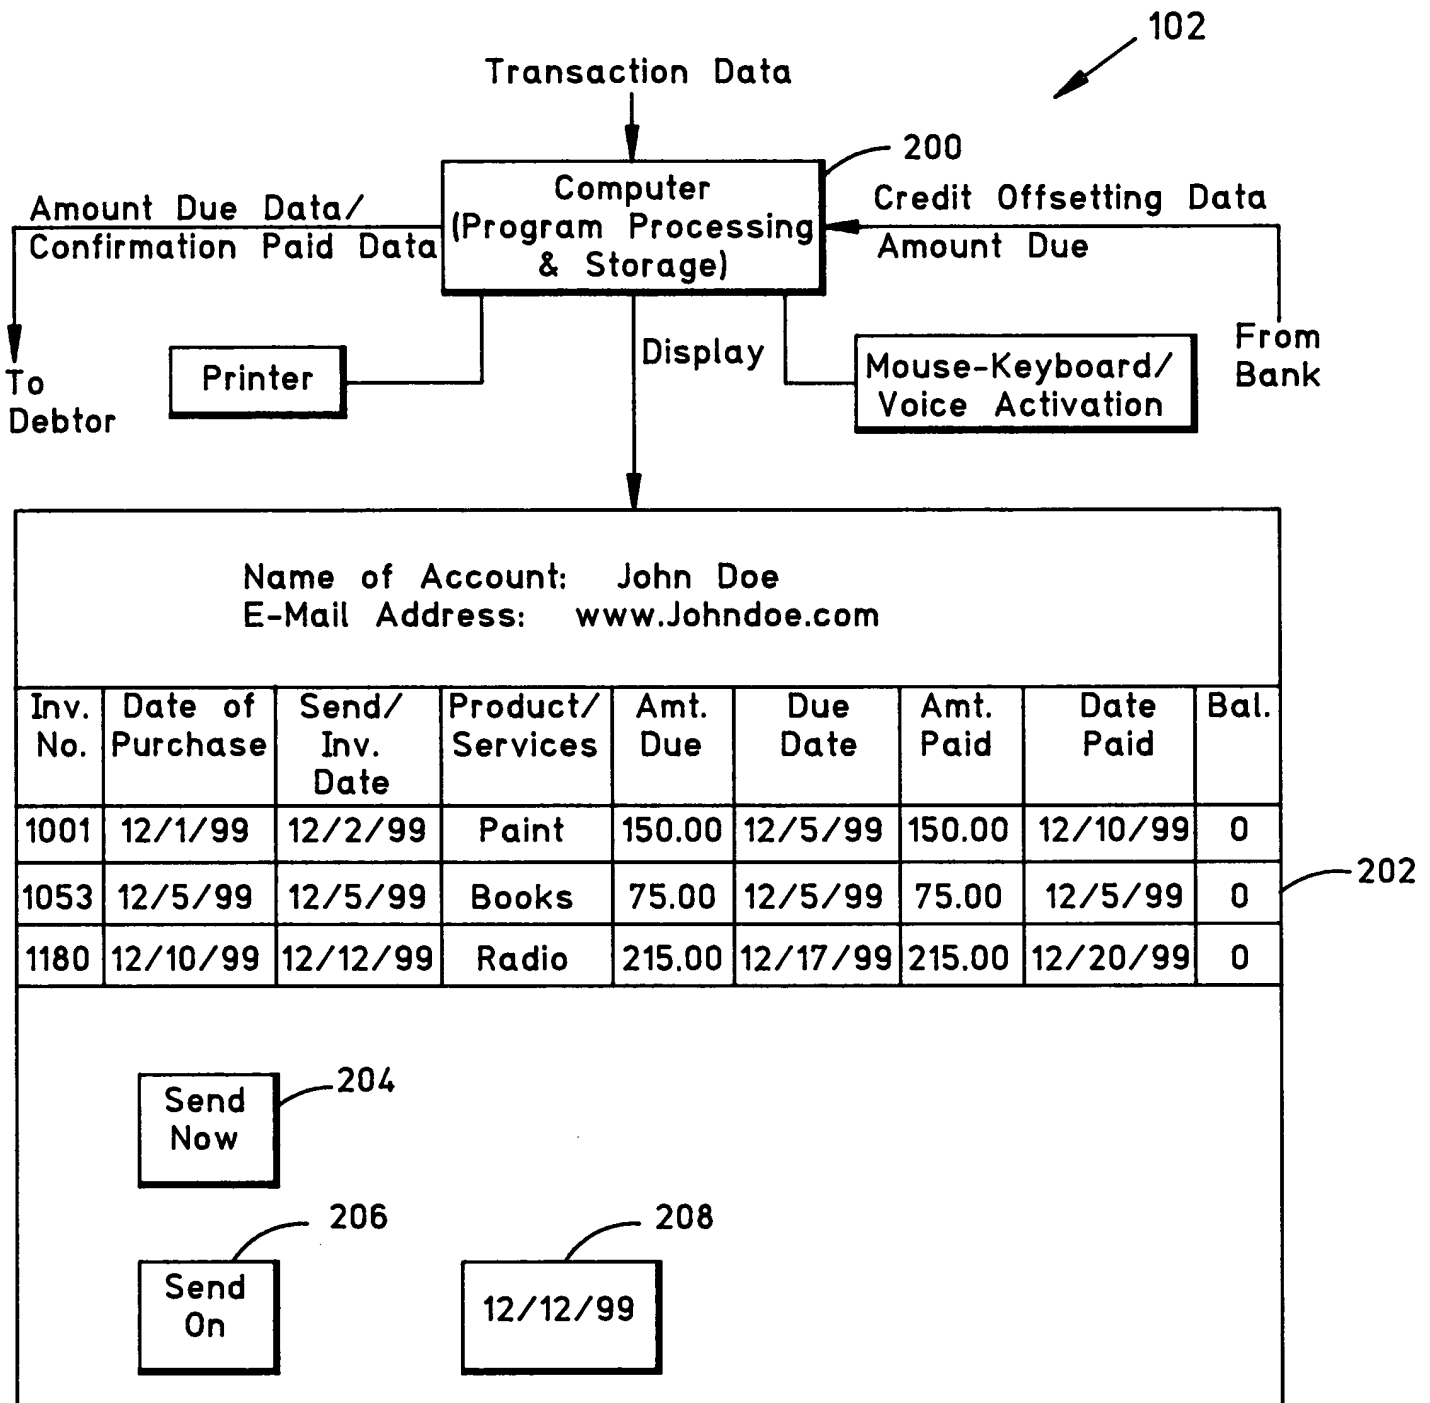 102
Transaction Data
200
Computer
(Program Processing
& Storage)
Amount Due Data/
Confirmation Paid Data
Credit Offsetting Data
Amount Due
To
Debtor
Printer
Display
Mouse-Keyboard/
Voice Activation
From
Bank
Name of Account: John Doe
E-Mail Address: www.Johndoe.com
Inv. No. Date of Purchase Send/ Inv. Date Product/ Services Amt. Due Due Date Amt. Paid Date Paid Bal.
1001 12/1/99 12/2/99 Paint 150.00 12/5/99 150.00 12/10/99 0
1053 12/5/99 12/5/99 Books 75.00 12/5/99 75.00 12/5/99 0
202
1180 12/10/99 12/12/99 Radio 215.00 12/17/99 215.00 12/20/99 0
Send
Now
204
206
Send
On
208
12/12/99